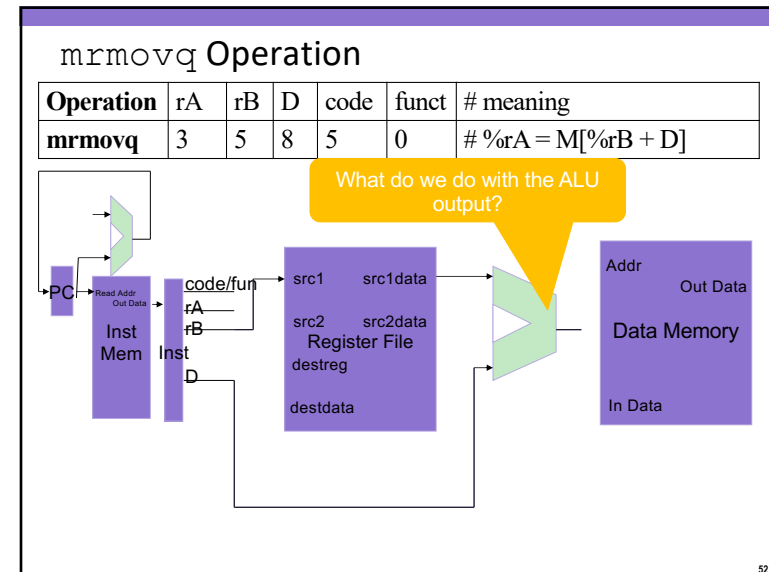 mrmovq Operation
Operation rA rB D code funct # meaning
mrmovq 3 5 8 5 0 # %rA = M[%rB + D]
What do we do with the ALU
output?
PC
Read Addr
Out Data
Inst
Mem
Inst
code/fun
rA
rB
D
src1 src1data
src2 src2data
Register File
destreg
destdata
Addr
Out Data
Data Memory
In Data
52